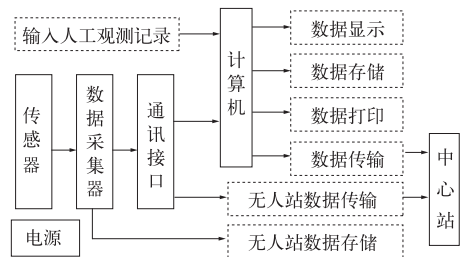 输入人工观测记录
计算机
数据显示
数据存储
数据打印
数据传输
传感器
数据采集器
通讯接口
中心站
无人站数据传输
无人站数据存储
电源